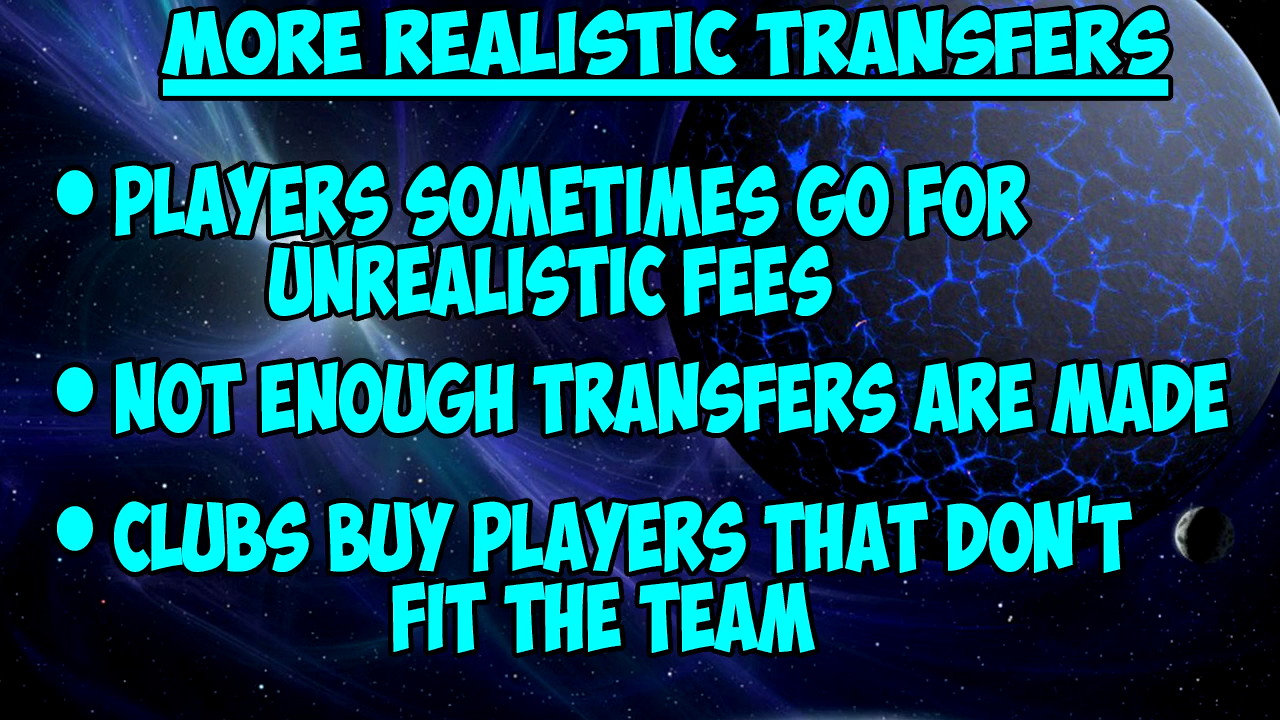 MORE REALISTIC TRANSFERS
• PLAYERS SOMETIMES GO FOR
UNREALISTIC FEES
• NOT ENOUGH TRANSFERS ARE MADE
• CLUBS BUY PLAYERS THAT DON'T
FIT THE TEAM